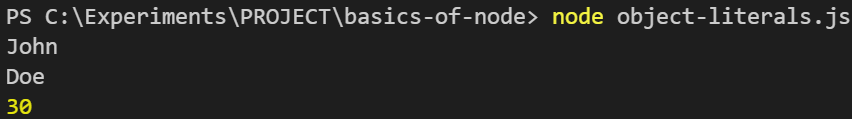 PS C:\Experiments\PROJECT\basics-of-node> node object-literals.js
John
Doe
30